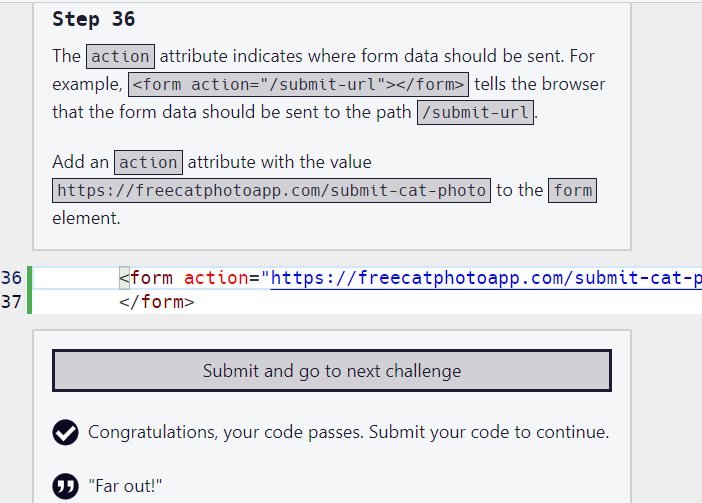 Step 36
The action attribute indicates where form data should be sent. For
example, <form action="/submit-url"></form> tells the browser
that the form data should be sent to the path /submit-url.
Add an action attribute with the value
https://freecatphotoapp.com/submit-cat-photo to the form
element.
36 <form action="https://freecatphotoapp.com/submit-cat-p
37 </form>
Submit and go to next challenge
Congratulations, your code passes. Submit your code to continue.
"Far out!"